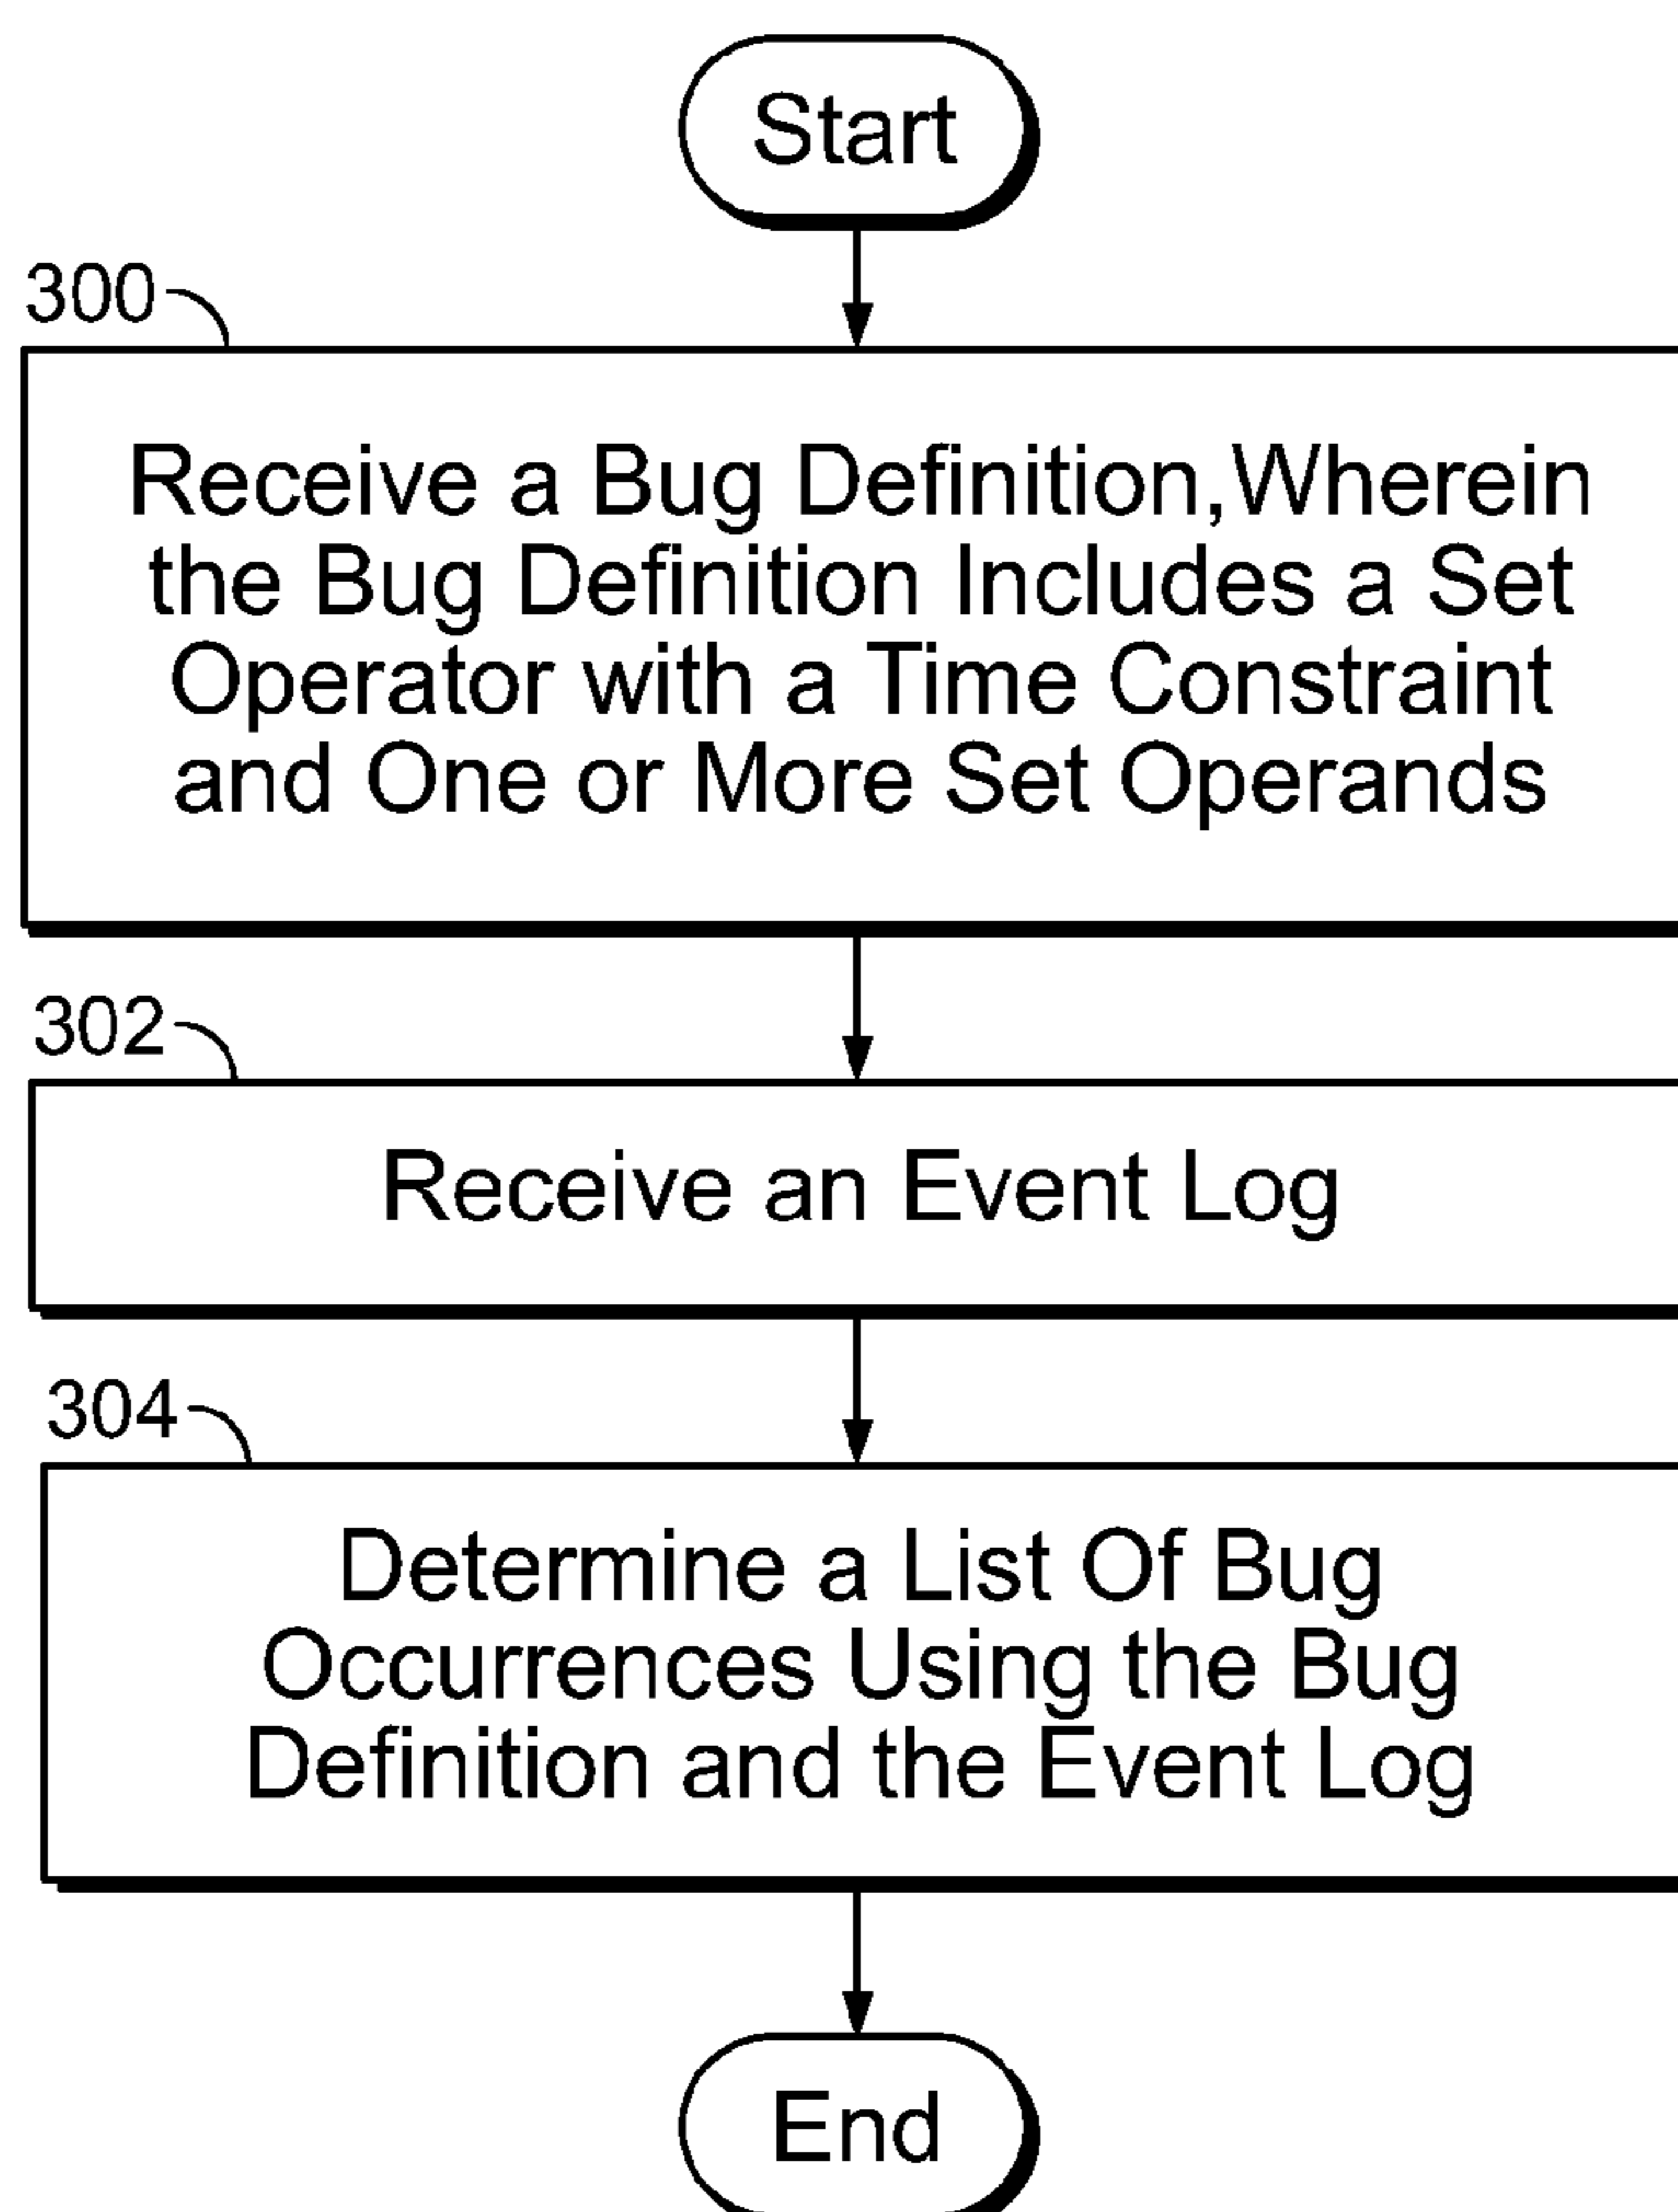 Start
300
Receive a Bug Definition,Wherein
the Bug Definition Includes a Set
Operator with a Time Constraint
and One or More Set Operands
302
Receive an Event Log
304
Determine a List Of Bug
Occurrences Using the Bug
Definition and the Event Log
End